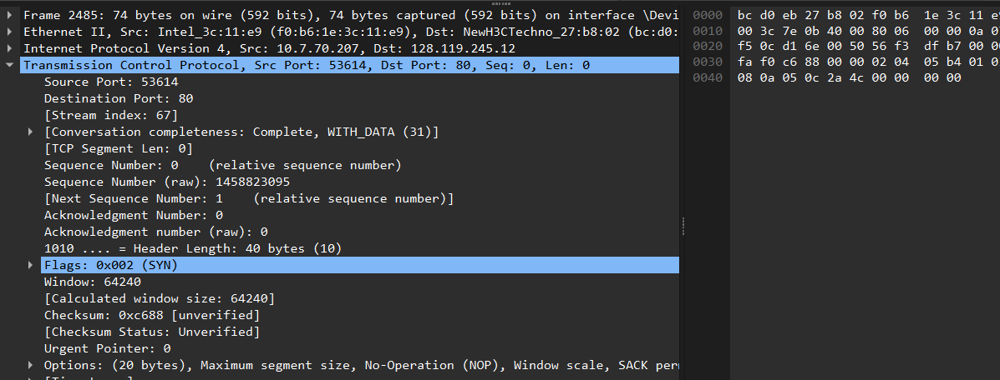 Frame 2485: 74 bytes on wire (592 bits), 74 bytes captured (592 bits) on interface \Devi
Ethernet II, Src: Intel_3c:11:e9 (f0:b6:1e:3c:11:e9), Dst: NewH3CTechno_27:b8:02 (bc:d0:
Internet Protocol Version 4, Src: 10.7.70.207, Dst: 128.119.245.12
Transmission Control Protocol, Src Port: 53614, Dst Port: 80, Seq: 0, Len: 0
Source Port: 53614
Destination Port: 80
[Stream index: 67]
[Conversation completeness: Complete, WITH_DATA (31)]
[TCP Segment Len: 0]
Sequence Number: 0    (relative sequence number)
Sequence Number (raw): 1458823095
[Next Sequence Number: 1    (relative sequence number)]
Acknowledgment Number: 0
Acknowledgment number (raw): 0
1010 .... = Header Length: 40 bytes (10)
Flags: 0x002 (SYN)
Window: 64240
[Calculated window size: 64240]
Checksum: 0xc688 [unverified]
[Checksum Status: Unverified]
Urgent Pointer: 0
Options: (20 bytes), Maximum segment size, No-Operation (NOP), Window scale, SACK per
0000 bc d0 eb 27 b8 02 f0 b6 1e 3c 11 e9
0010 00 3c 7e 0b 40 00 80 06 00 00 0a 07
0020 f5 0c d1 6e 00 50 56 f3 df b7 00 00
0030 fa f0 c6 88 00 00 02 04 05 b4 01 03
0040 08 0a 05 0c 2a 4c 00 00 00 00